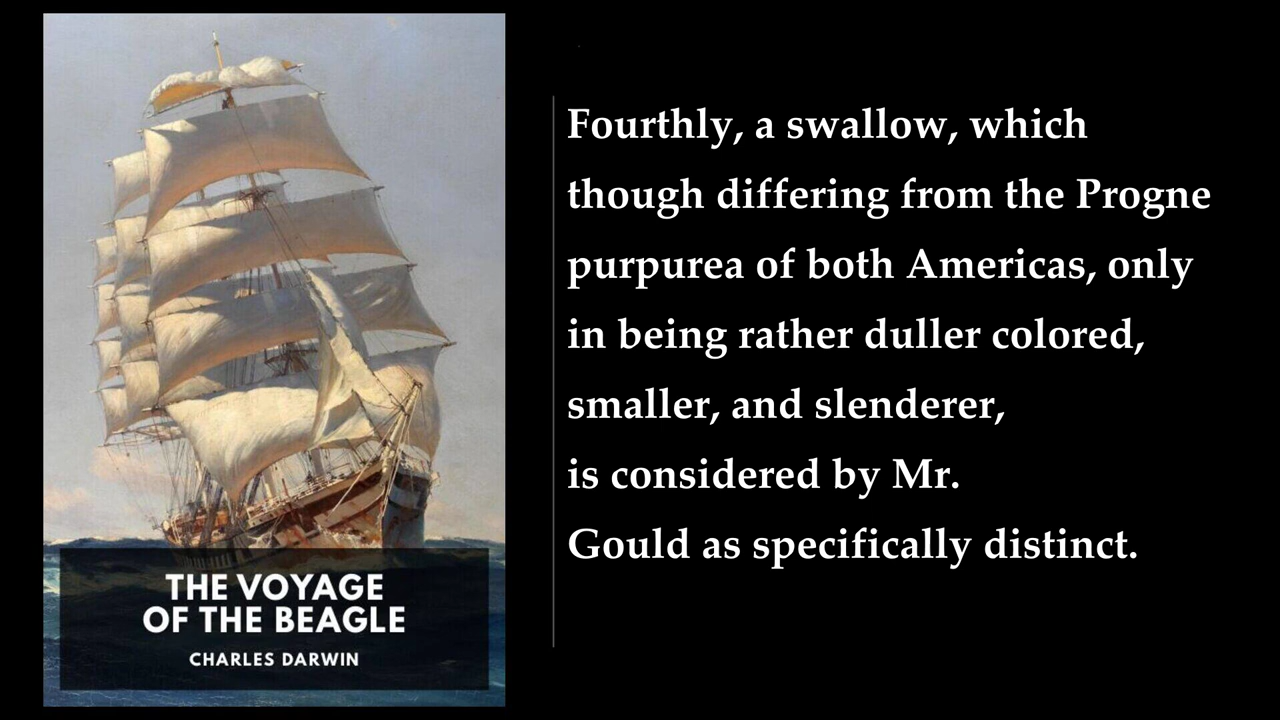 Fourthly, a swallow, which
though differing from the Progne
purpurea of both Americas, only
in being rather duller colored,
smaller, and slenderer,
is considered by Mr.
Gould as specifically distinct.
THE VOYAGE
OF THE BEAGLE
CHARLES DARWIN